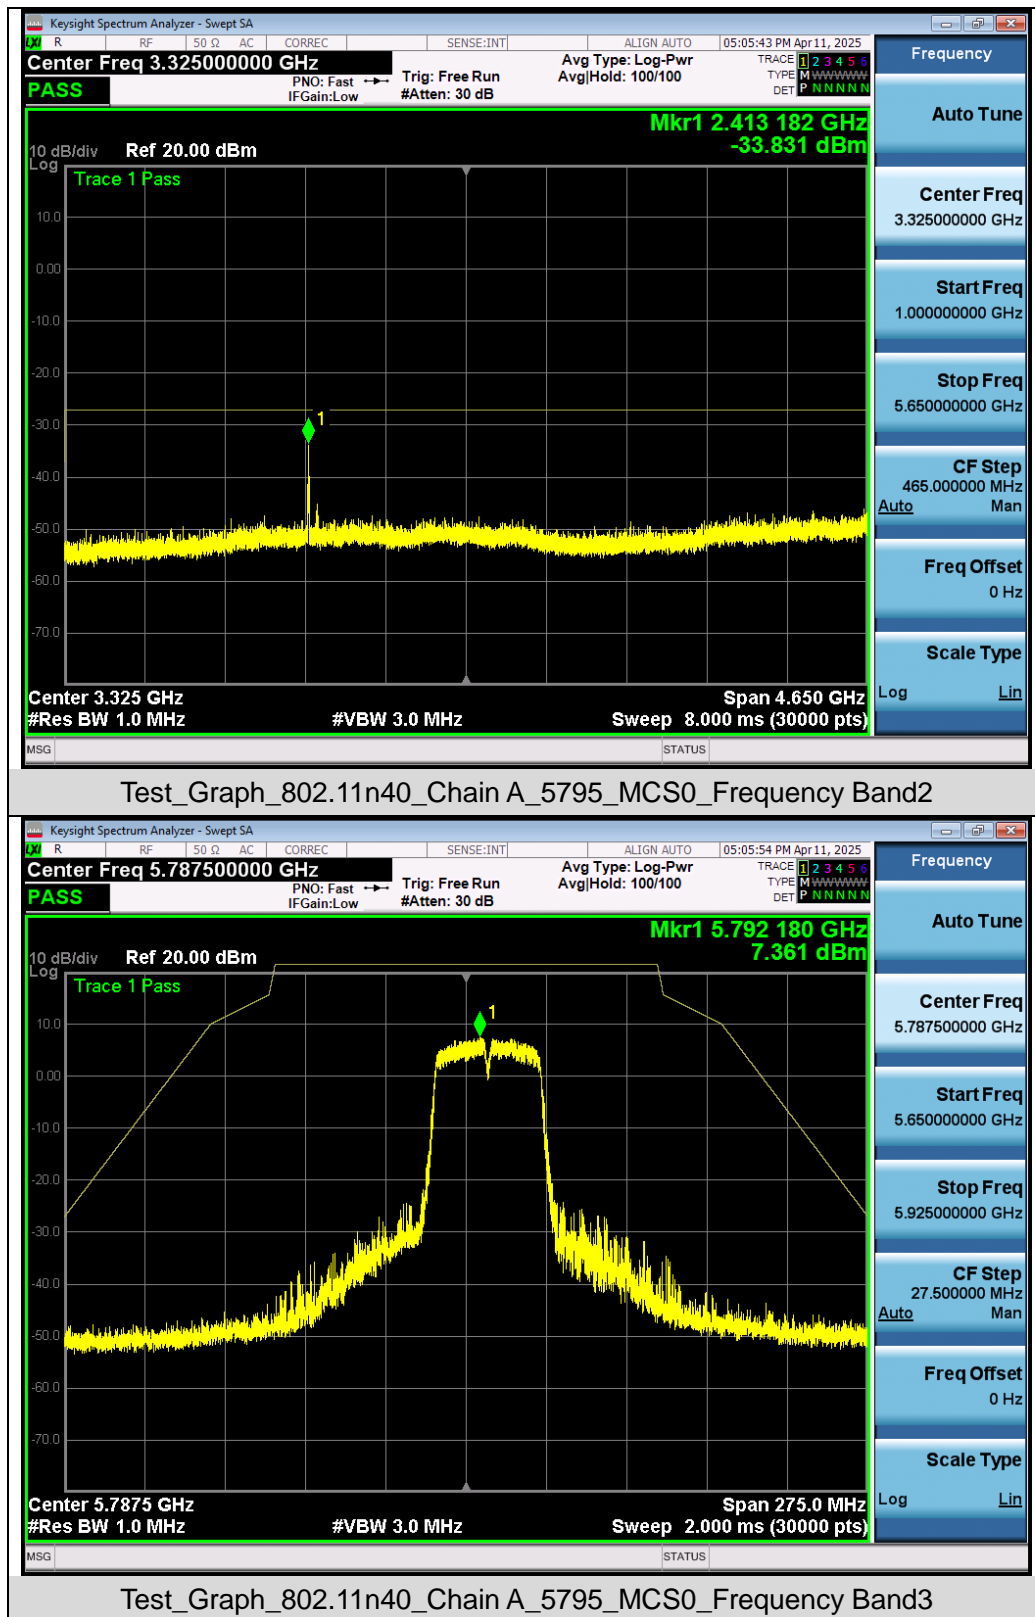 Keysight Spectrum Analyzer - Swept SA
LXI R RF 50 Ω AC CORREC SENSE:INT ALIGN AUTO 05:05:43 PM Apr 11, 2025
Center Freq 3.325000000 GHz
PASS
PNO: Fast
IFGain:Low
Trig: Free Run
#Atten: 30 dB
Avg Type: Log-Pwr
Avg|Hold: 100/100
TRACE 1 2 3 4 5 6
TYPE M WWWWW
DET P N N N N N
Mkr1 2.413 182 GHz
-33.831 dBm
10 dB/div Ref 20.00 dBm
Log
Trace 1 Pass
10.0
0.00
-10.0
-20.0
-30.0
-40.0
-50.0
-60.0
-70.0
1
Center 3.325 GHz Span 4.650 GHz
#Res BW 1.0 MHz #VBW 3.0 MHz Sweep 8.000 ms (30000 pts)
MSG STATUS
Frequency
Auto Tune
Center Freq
3.325000000 GHz
Start Freq
1.000000000 GHz
Stop Freq
5.650000000 GHz
CF Step
465.000000 MHz
Auto Man
Freq Offset
0 Hz
Scale Type
Log Lin
Test_Graph_802.11n40_Chain A_5795_MCS0_Frequency Band2
Keysight Spectrum Analyzer - Swept SA
LXI R RF 50 Ω AC CORREC SENSE:INT ALIGN AUTO 05:05:54 PM Apr 11, 2025
Center Freq 5.787500000 GHz
PASS
PNO: Fast
IFGain:Low
Trig: Free Run
#Atten: 30 dB
Avg Type: Log-Pwr
Avg|Hold: 100/100
TRACE 1 2 3 4 5 6
TYPE M WWWWW
DET P N N N N N
Mkr1 5.792 180 GHz
7.361 dBm
10 dB/div Ref 20.00 dBm
Log
Trace 1 Pass
10.0
0.00
-10.0
-20.0
-30.0
-40.0
-50.0
-60.0
-70.0
1
Center 5.7875 GHz Span 275.0 MHz
#Res BW 1.0 MHz #VBW 3.0 MHz Sweep 2.000 ms (30000 pts)
MSG STATUS
Frequency
Auto Tune
Center Freq
5.787500000 GHz
Start Freq
5.650000000 GHz
Stop Freq
5.925000000 GHz
CF Step
27.500000 MHz
Auto Man
Freq Offset
0 Hz
Scale Type
Log Lin
Test_Graph_802.11n40_Chain A_5795_MCS0_Frequency Band3